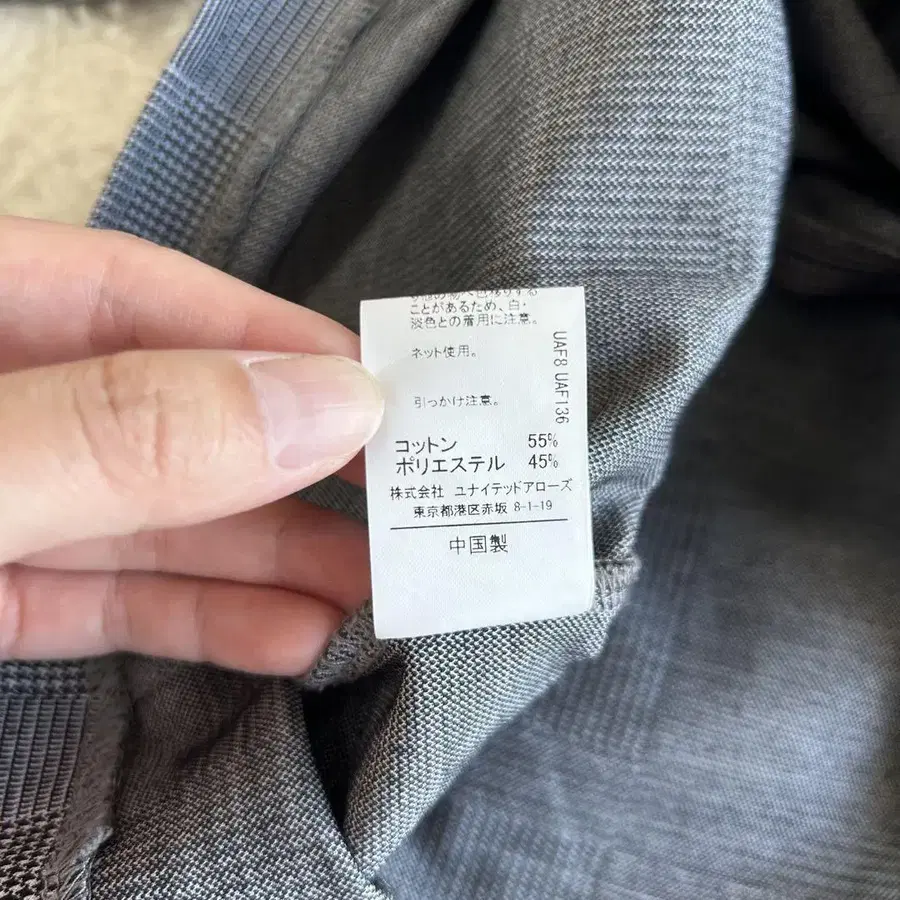 ことがあるため、白・
淡色との着用に注意。
ネット使用。
引っかけ注意。
UAF8 UAF136
コットン 55%
ポリエステル 45%
株式会社 ユナイテッドアローズ
東京都港区赤坂 8-1-19
中国製